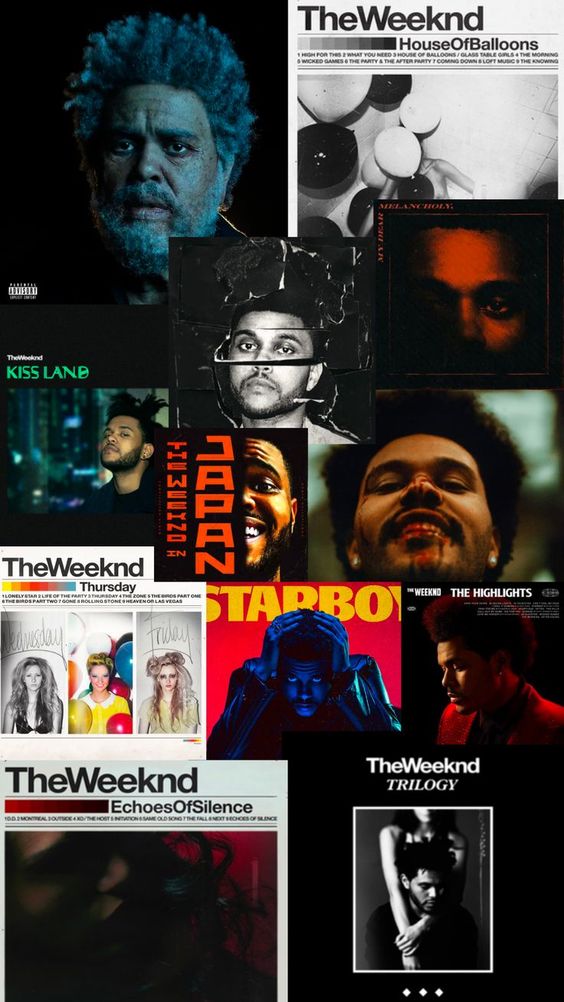 PARENTAL
ADVISORY
EXPLICIT CONTENT
TheWeeknd
HouseOfBalloons
1 HIGH FOR THIS 2 WHAT YOU NEED 3 HOUSE OF BALLOONS / GLASS TABLE GIRLS 4 THE MORNING
5 WICKED GAMES 6 THE PARTY & THE AFTER PARTY 7 COMING DOWN 8 LOFT MUSIC 9 THE KNOWING
MY DEAR
MELANCHOLY,
TheWeeknd
KISS LAND
THE WEEKND IN
JAPAN
TheWeeknd
Thursday
1 LONELY STAR 2 LIFE OF THE PARTY 3 THURSDAY 4 THE ZONE 5 THE BIRDS PART ONE
6 THE BIRDS PART TWO 7 GONE 8 ROLLING STONE 9 HEAVEN OR LAS VEGAS
Wednesday
Friday
STARBOY
THE WEEKND
THE HIGHLIGHTS
TheWeeknd
EchoesOfSilence
1 D.D. 2 MONTREAL 3 OUTSIDE 4 XO / THE HOST 5 INITIATION 6 SAME OLD SONG 7 THE FALL 8 NEXT 9 ECHOES OF SILENCE
TheWeeknd
TRILOGY